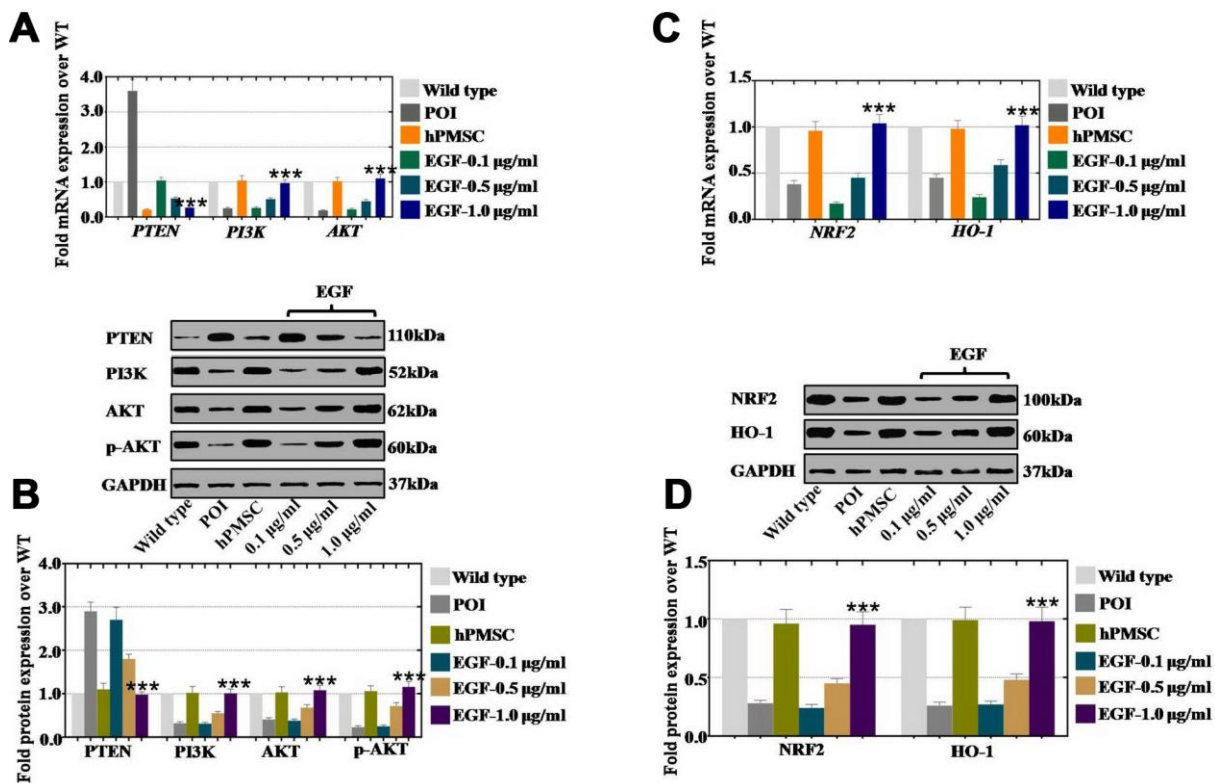 A
Fold mRNA expression over WT
4.0
3.0
2.0
1.0
0.0
PTEN PI3K AKT
*** *** ***
Wild type
POI
hPMSC
EGF-0.1 µg/ml
EGF-0.5 µg/ml
EGF-1.0 µg/ml
EGF
PTEN 110kDa
PI3K 52kDa
AKT 62kDa
p-AKT 60kDa
GAPDH 37kDa
Wild type POI hPMSC 0.1 µg/ml 0.5 µg/ml 1.0 µg/ml
B
Fold protein expression over WT
4.0
3.0
2.0
1.0
0.0
*** *** *** ***
PTEN PI3K AKT p-AKT
Wild type
POI
hPMSC
EGF-0.1 µg/ml
EGF-0.5 µg/ml
EGF-1.0 µg/ml
C
Fold mRNA expression over WT
1.5
1.0
0.5
0.0
*** ***
NRF2 HO-1
Wild type
POI
hPMSC
EGF-0.1 µg/ml
EGF-0.5 µg/ml
EGF-1.0 µg/ml
EGF
NRF2 100kDa
HO-1 60kDa
GAPDH 37kDa
Wild type POI hPMSC 0.1 µg/ml 0.5 µg/ml 1.0 µg/ml
D
Fold protein expression over WT
1.5
1.0
0.5
0.0
*** ***
NRF2 HO-1
Wild type
POI
hPMSC
EGF-0.1 µg/ml
EGF-0.5 µg/ml
EGF-1.0 µg/ml